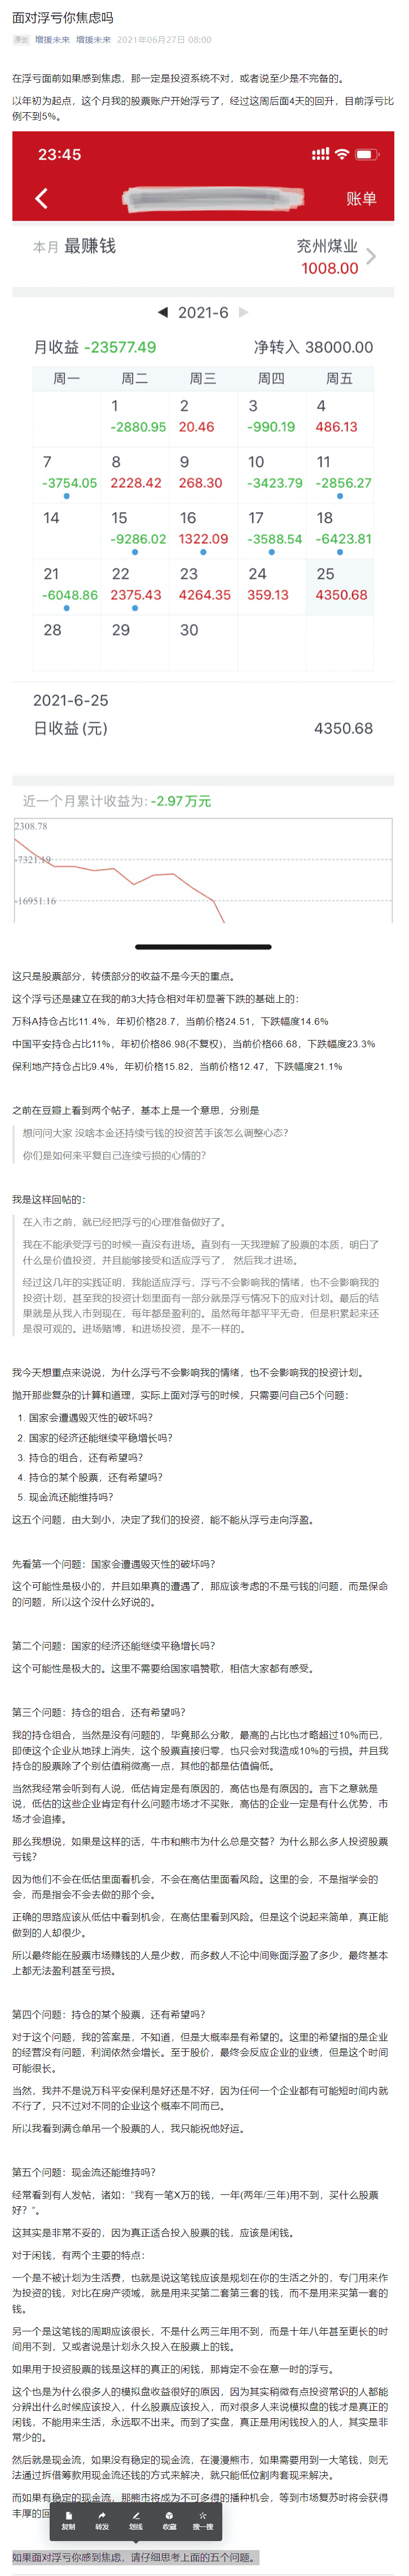 面对浮亏你焦虑吗
原创 增援未来 增援未来 2021年06月27日 08:00
在浮亏面前如果感到焦虑，那一定是投资系统不对，或者说至少是不完备的。
以年初为起点，这个月我的股票账户开始浮亏了，经过这周后面4天的回升，目前浮亏比
例不到5%。
23:45
账单
本月 最赚钱 兖州煤业
1008.00
2021-6
月收益 -23577.49 净转入 38000.00
周一 周二 周三 周四 周五
1 2 3 4
-2880.95 20.46 -990.19 486.13
7 8 9 10 11
-3754.05 2228.42 268.30 -3423.79 -2856.27
14 15 16 17 18
-9286.02 1322.09 -3588.54 -6423.81
21 22 23 24 25
-6048.86 2375.43 4264.35 359.13 4350.68
28 29 30
2021-6-25
日收益(元) 4350.68
近一个月累计收益为: -2.97万元
2308.78
-7321.19
-16951.16
这只是股票部分，转债部分的收益不是今天的重点。
这个浮亏还是建立在我的前3大持仓相对年初显著下跌的基础上的：
万科A持仓占比11.4%，年初价格28.7，当前价格24.51，下跌幅度14.6%
中国平安持仓占比11%，年初价格86.98(不复权)，当前价格66.68，下跌幅度23.3%
保利地产持仓占比9.4%，年初价格15.82，当前价格12.47，下跌幅度21.1%
之前在豆瓣上看到两个帖子，基本上是一个意思，分别是
想问问大家 没啥本金还持续亏钱的投资苦手该怎么调整心态？
你们是如何来平复自己连续亏损的心情的？
我是这样回帖的：
在入市之前，就已经把浮亏的心理准备做好了。
我在不能承受浮亏的时候一直没有进场。直到有一天我理解了股票的本质，明白了
什么是价值投资，并且能够接受和适应浮亏了，然后我才进场。
经过这几年的实践证明，我能适应浮亏，浮亏不会影响我的情绪，也不会影响我的
投资计划，甚至我的投资计划里面有一部分就是浮亏情况下的应对计划。最后的结
果就是从我入市到现在，每年都是盈利的。虽然每年都平平无奇，但是积累起来还
是很可观的。进场赌博，和进场投资，是不一样的。
我今天想重点来说说，为什么浮亏不会影响我的情绪，也不会影响我的投资计划。
抛开那些复杂的计算和道理，实际上面对浮亏的时候，只需要问自己5个问题：
1. 国家会遭遇毁灭性的破坏吗？
2. 国家的经济还能继续平稳增长吗？
3. 持仓的组合，还有希望吗？
4. 持仓的某个股票，还有希望吗？
5. 现金流还能维持吗？
这五个问题，由大到小，决定了我们的投资，能不能从浮亏走向浮盈。
先看第一个问题：国家会遭遇毁灭性的破坏吗？
这个可能性是极小的，并且如果真的遭遇了，那应该考虑的不是亏钱的问题，而是保命
的问题，所以这个没什么好说的。
第二个问题：国家的经济还能继续平稳增长吗？
这个可能性是极大的。这里不需要给国家唱赞歌，相信大家都有感受。
第三个问题：持仓的组合，还有希望吗？
我的持仓组合，当然是没有问题的，毕竟那么分散，最高的占比也才略超过10%而已，
即使这个企业从地球上消失，这个股票直接归零，也只会对我造成10%的亏损。并且我
持仓的股票除了个别估值稍微高一点，其他的都是估值偏低。
当然我经常会听到有人说，低估肯定是有原因的，高估也是有原因的。言下之意就是
说，低估的这些企业肯定有什么问题市场才不买账，高估的企业一定是有什么优势，市
场才会追捧。
那么我想说，如果是这样的话，牛市和熊市为什么总是交替？为什么那么多人投资股票
亏钱？
因为他们不会在低估里面看机会，不会在高估里面看风险。这里的会，不是指学会的
会，而是指会不会去做的那个会。
正确的思路应该从低估中看到机会，在高估里看到风险。但是这个说起来简单，真正能
做到的人却很少。
所以最终能在股票市场赚钱的人是少数，而多数人不论中间账面浮盈了多少，最终基本
上都无法盈利甚至亏损。
第四个问题：持仓的某个股票，还有希望吗？
对于这个问题，我的答案是，不知道，但是大概率是有希望的。这里的希望指的是企业
的经营没有问题，利润依然会增长。至于股价，最终会反应企业的业绩，但是这个时间
可能很长。
当然，我并不是说万科平安保利是好还是不好，因为任何一个企业都有可能短时间内就
不行了，只不过对不同的企业这个概率不同而已。
所以我看到满仓单吊一个股票的人，我只能祝他好运。
第五个问题：现金流还能维持吗？
经常看到有人发帖，诸如：“我有一笔X万的钱，一年(两年/三年)用不到，买什么股票
好？”。
这其实是非常不妥的，因为真正适合投入股票的钱，应该是闲钱。
对于闲钱，有两个主要的特点：
一个是不被计划为生活费，也就是说这笔钱应该是规划在你的生活之外的，专门用来作
为投资的钱，对比在房产领域，就是用来买第二套第三套的钱，而不是用来买第一套的
钱。
另一个是这笔钱的周期应该很长，不是什么两三年用不到，而是十年八年甚至更长的时
间用不到，又或者说是计划永久投入在股票上的钱。
如果用于投资股票的钱是这样的真正的闲钱，那肯定不会在意一时的浮亏。
这个也是为什么很多人的模拟盘收益很好的原因，因为其实稍微有点投资常识的人都能
分辨出什么时候应该投入，什么股票应该投入，而对很多人来说模拟盘的钱才是真正的
闲钱，不能用来生活，永远取不出来。而到了实盘，真正是用闲钱投入的人，其实是非
常少的。
然后就是现金流，如果没有稳定的现金流，在漫漫熊市，如果需要用到一大笔钱，则无
法通过拆借筹款用现金流还钱的方式来解决，就只能低位割肉套现来解决。
而如果有稳定的现金流，那熊市将成为不可多得的播种机会，等到市场复苏时将会获得
丰厚的回
复制 转发 划线 收藏 搜一搜
如果面对浮亏你感到焦虑，请仔细思考上面的五个问题。